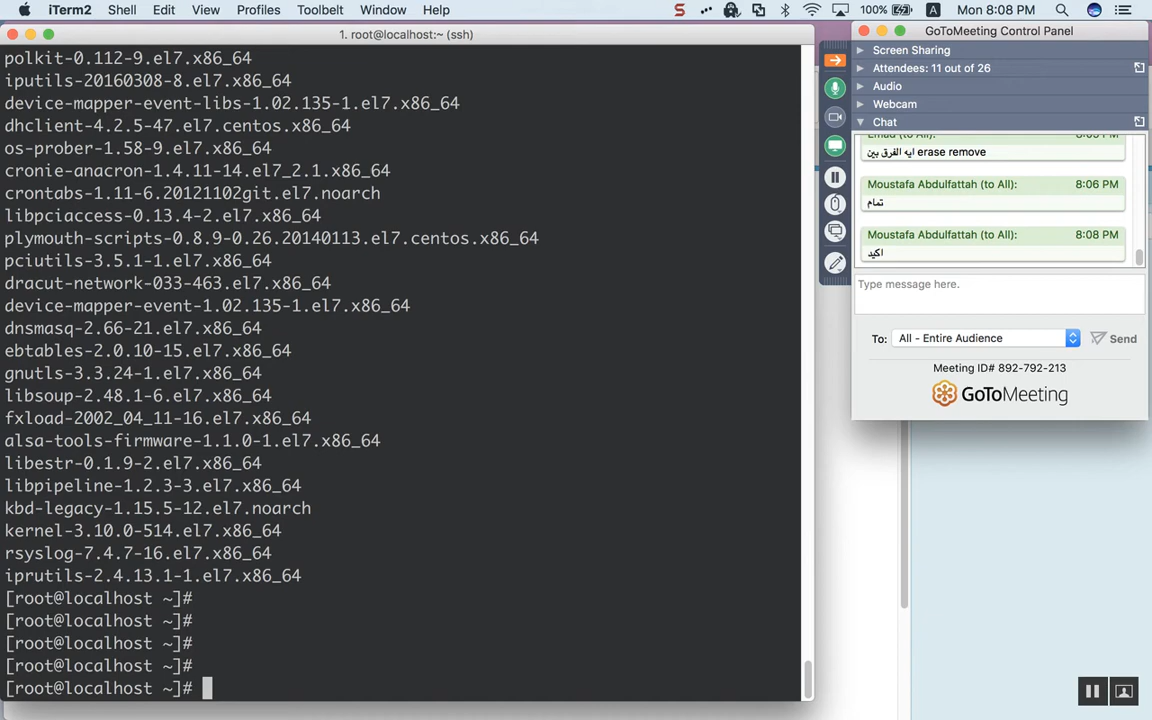 iTerm2 Shell Edit View Profiles Toolbelt Window Help
100% A Mon 8:08 PM
1. root@localhost:~ (ssh)
polkit-0.112-9.el7.x86_64
iputils-20160308-8.el7.x86_64
device-mapper-event-libs-1.02.135-1.el7.x86_64
dhclient-4.2.5-47.el7.centos.x86_64
os-prober-1.58-9.el7.x86_64
cronie-anacron-1.4.11-14.el7_2.1.x86_64
crontabs-1.11-6.20121102git.el7.noarch
libpciaccess-0.13.4-2.el7.x86_64
plymouth-scripts-0.8.9-0.26.20140113.el7.centos.x86_64
pciutils-3.5.1-1.el7.x86_64
dracut-network-033-463.el7.x86_64
device-mapper-event-1.02.135-1.el7.x86_64
dnsmasq-2.66-21.el7.x86_64
ebtables-2.0.10-15.el7.x86_64
gnutls-3.3.24-1.el7.x86_64
libsoup-2.48.1-6.el7.x86_64
fxload-2002_04_11-16.el7.x86_64
alsa-tools-firmware-1.1.0-1.el7.x86_64
libestr-0.1.9-2.el7.x86_64
libpipeline-1.2.3-3.el7.x86_64
kbd-legacy-1.15.5-12.el7.noarch
kernel-3.10.0-514.el7.x86_64
rsyslog-7.4.7-16.el7.x86_64
iprutils-2.4.13.1-1.el7.x86_64
[root@localhost ~]#
[root@localhost ~]#
[root@localhost ~]#
[root@localhost ~]#
[root@localhost ~]#
GoToMeeting Control Panel
Screen Sharing
Attendees: 11 out of 26
Audio
Webcam
Chat
ايه الفرق بين erase remove
Moustafa Abdulfattah (to All): 8:06 PM
تمام
Moustafa Abdulfattah (to All): 8:08 PM
اكيد
Type message here.
To: All - Entire Audience Send
Meeting ID# 892-792-213
GoToMeeting